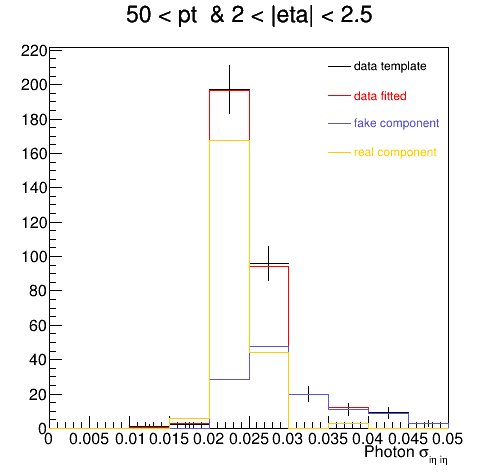 50 < pt & 2 < |eta| < 2.5
220
200
180
160
140
120
100
80
60
40
20
0
data template
data fitted
fake component
real component
0 0.005 0.01 0.015 0.02 0.025 0.03 0.035 0.04 0.045 0.05
Photon σiη iη